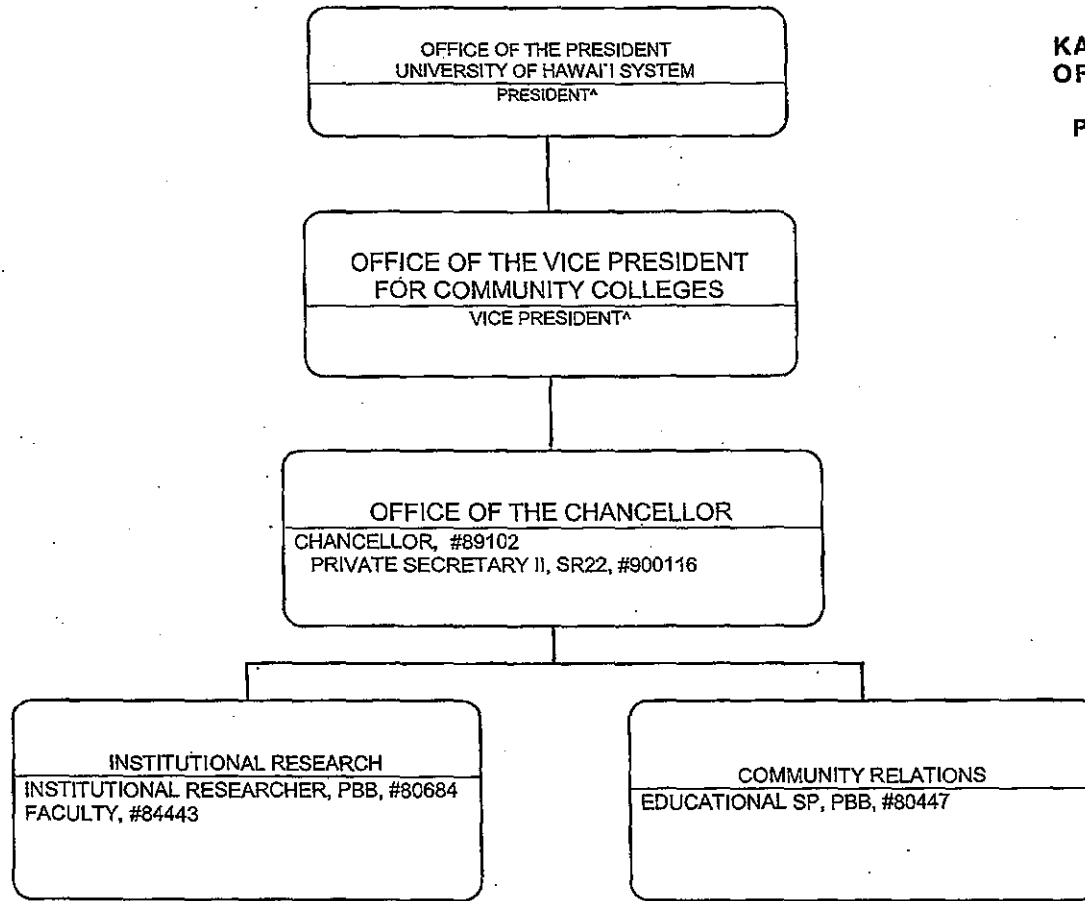 KA
OF
P
OFFICE OF THE PRESIDENT
UNIVERSITY OF HAWAI'I SYSTEM
PRESIDENT^
OFFICE OF THE VICE PRESIDENT
FOR COMMUNITY COLLEGES
VICE PRESIDENT^
OFFICE OF THE CHANCELLOR
CHANCELLOR, #89102
PRIVATE SECRETARY II, SR22, #900116
INSTITUTIONAL RESEARCH
INSTITUTIONAL RESEARCHER, PBB, #80684
FACULTY, #84443
COMMUNITY RELATIONS
EDUCATIONAL SP, PBB, #80447